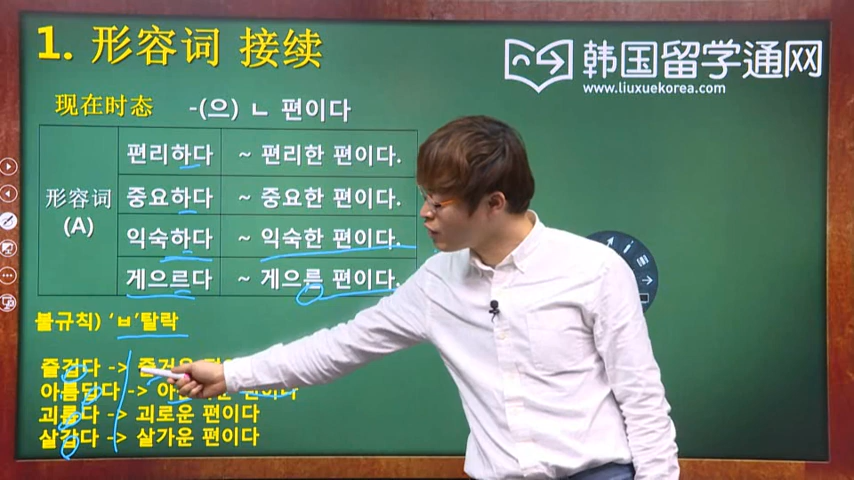 1. 形容词 接续
韩国留学通网
www.liuxuekorea.com
现在时态 -(으) ㄴ 편이다
形容词
(A)
편리하다 ~ 편리한 편이다.
중요하다 ~ 중요한 편이다.
익숙하다 ~ 익숙한 편이다.
게으르다 ~ 게으른 편이다.
불규칙) ‘ㅂ’탈락
즐겁다 -> 즐거운
아름답다 ->
괴롭다 -> 괴로운 편이다
살갑다 -> 살가운 편이다